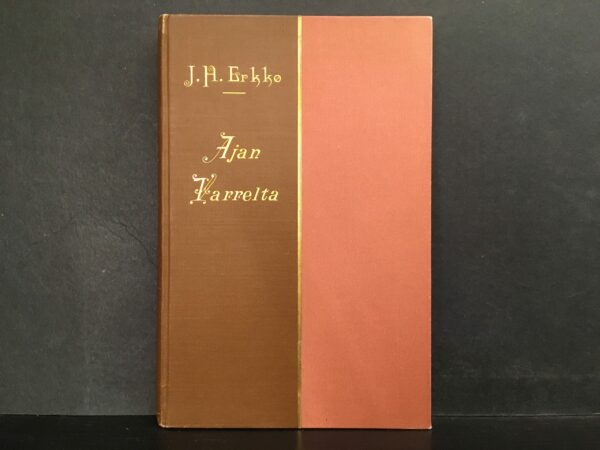 J. H. Erkko
Ajan
Varrelta